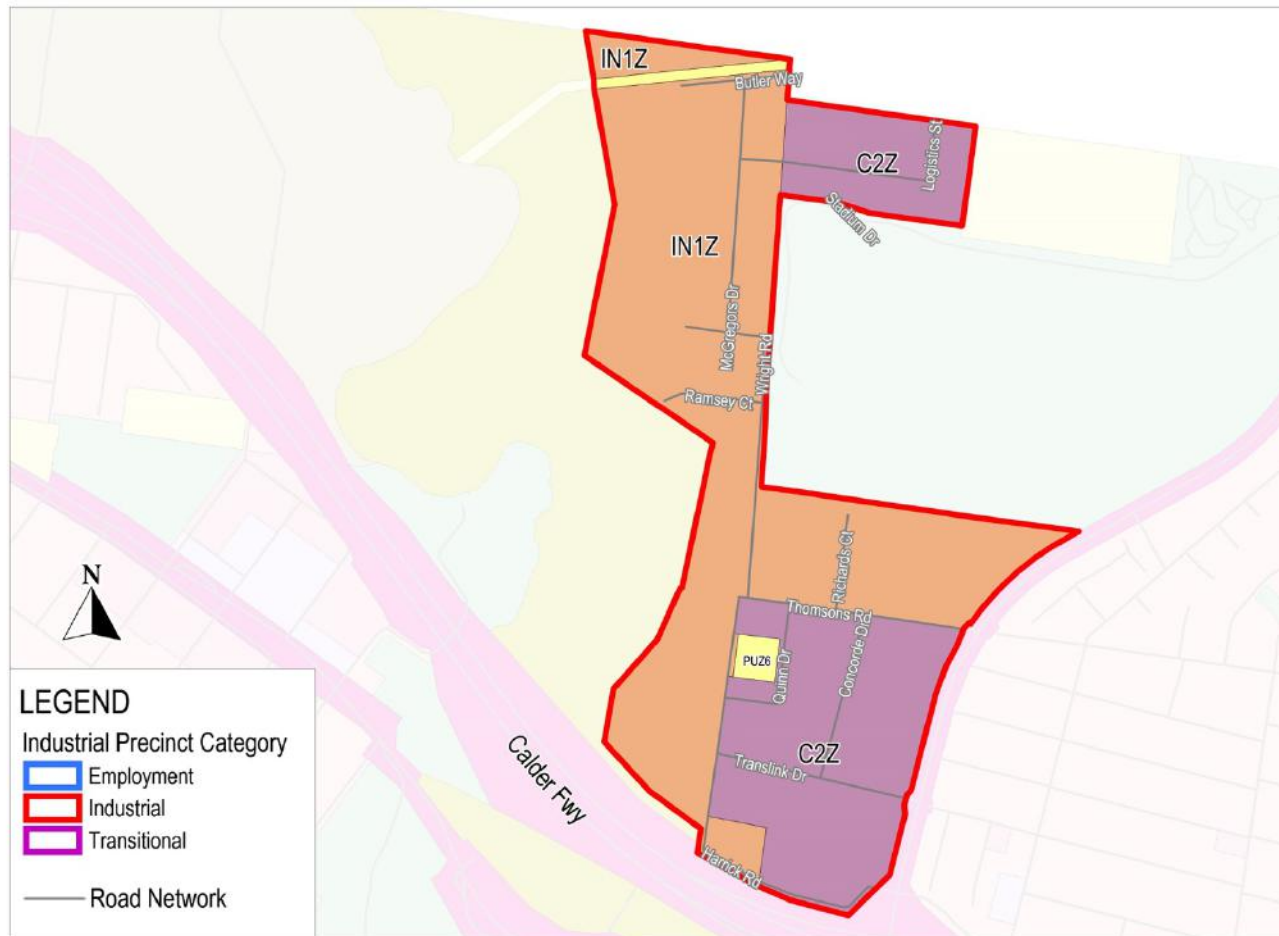 IN1Z
Butler Way
C2Z
Logistics St
Stadium Dr
IN1Z
McGregors Dr
Wright Rd
Ramsey Ct
Richards Ct
Thomsons Rd
PUZ6
Quinn Dr
Concorde Dr
C2Z
Translink Dr
Calder Fwy
Harrick Rd
N
LEGEND
Industrial Precinct Category
Employment
Industrial
Transitional
Road Network